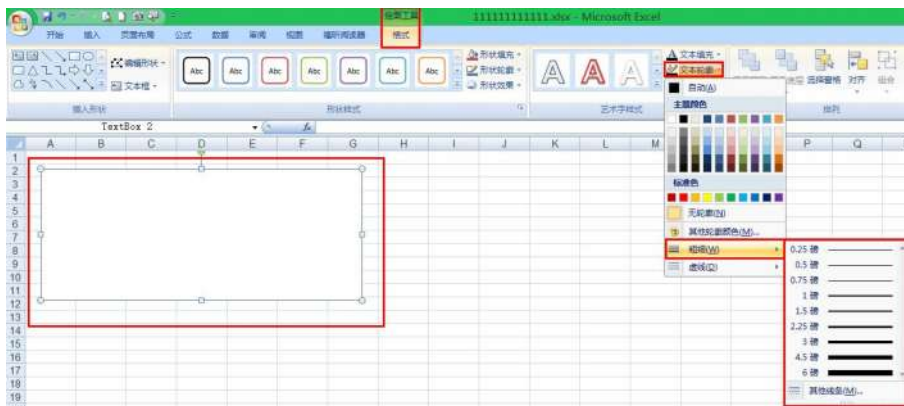 绘图工具
111111111111.xlsx - Microsoft Excel
开始 插入 页面布局 公式 数据 审阅 视图 福昕阅读器 格式
编辑形状
文本框
插入形状
Abc Abc Abc Abc Abc Abc Abc
形状填充
形状轮廓
形状效果
形状样式
A A A
文本填充
文本轮廓
艺术字样式
选择窗格 对齐 组合
排列
TextBox 2
fx
A B C D E F G H I J K L M P Q
1
2
3
4
5
6
7
8
9
10
11
12
13
14
15
16
17
18
19
自动(A)
主题颜色
标准色
无轮廓(N)
其他轮廓颜色(M)...
粗细(W)
虚线(D)
0.25 磅
0.5 磅
0.75 磅
1 磅
1.5 磅
2.25 磅
3 磅
4.5 磅
6 磅
其他线条(M)...